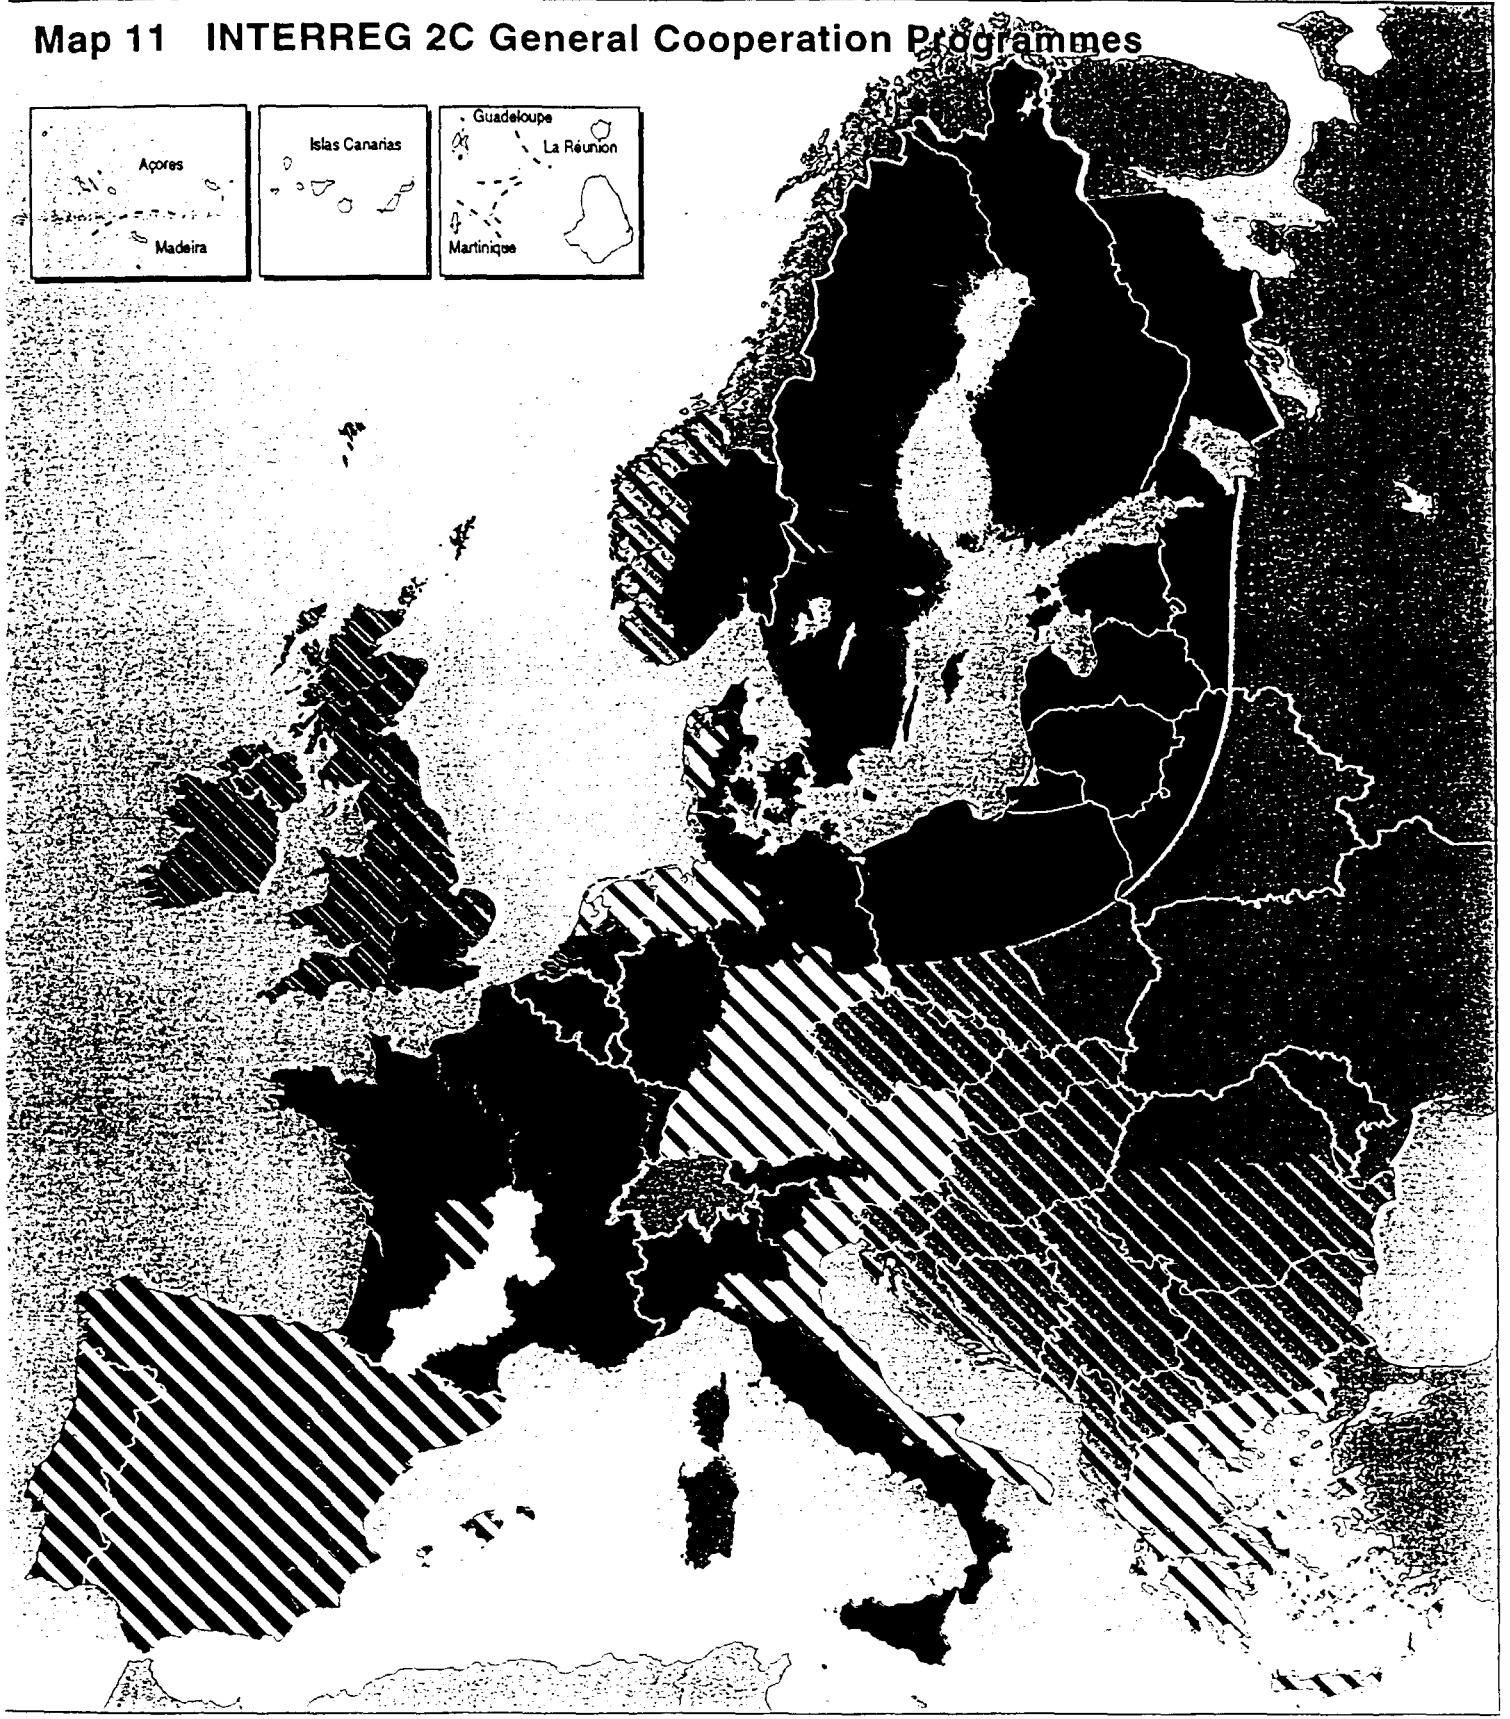 Map 11 INTERREG 2C General Cooperation Programmes
Açores
Madeira
Islas Canarias
Guadeloupe
La Réunion
Martinique